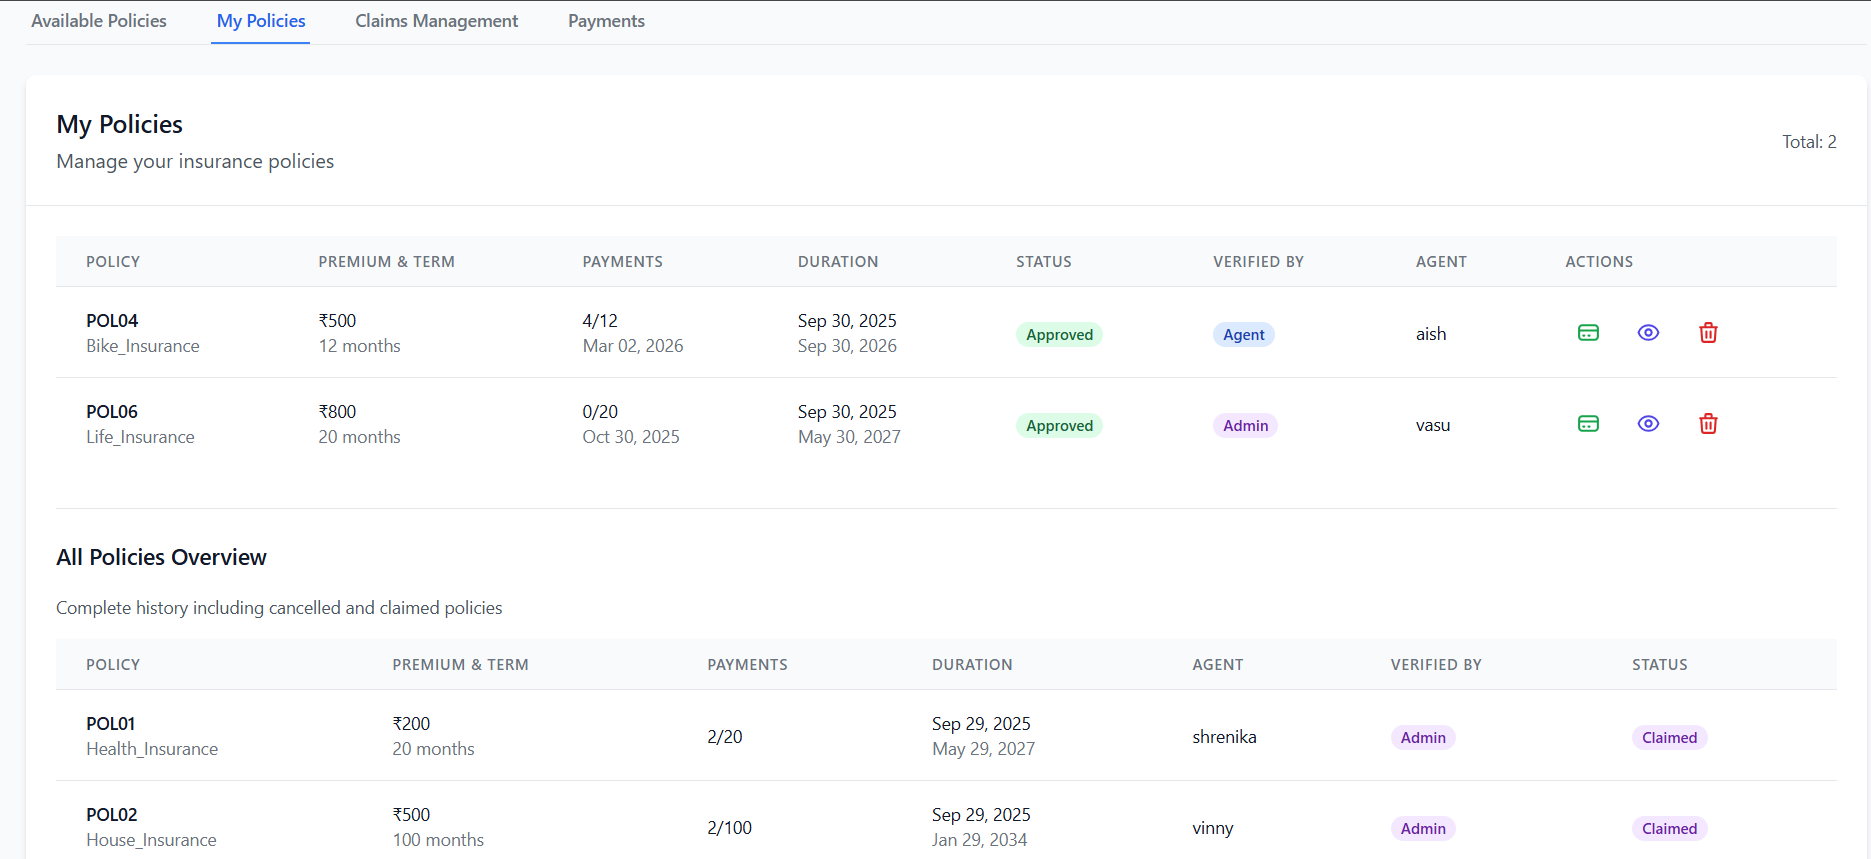 Available Policies My Policies Claims Management Payments
My Policies
Manage your insurance policies
Total: 2
POLICY PREMIUM & TERM PAYMENTS DURATION STATUS VERIFIED BY AGENT ACTIONS
POL04 ₹500 4/12 Sep 30, 2025 Approved Agent aish
Bike_Insurance 12 months Mar 02, 2026 Sep 30, 2026
POL06 ₹800 0/20 Sep 30, 2025 Approved Admin vasu
Life_Insurance 20 months Oct 30, 2025 May 30, 2027
All Policies Overview
Complete history including cancelled and claimed policies
POLICY PREMIUM & TERM PAYMENTS DURATION AGENT VERIFIED BY STATUS
POL01 ₹200 2/20 Sep 29, 2025 shrenika Admin Claimed
Health_Insurance 20 months May 29, 2027
POL02 ₹500 2/100 Sep 29, 2025 vinny Admin Claimed
House_Insurance 100 months Jan 29, 2034